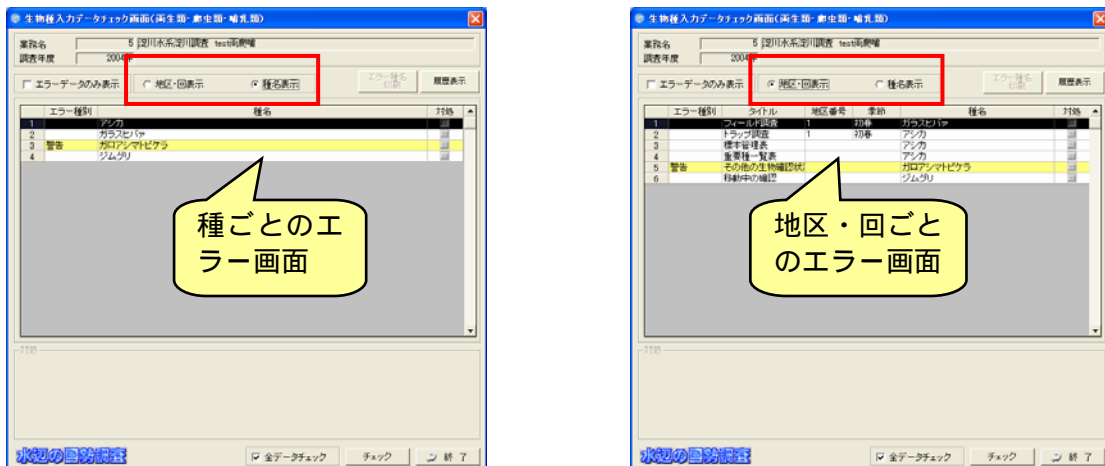 生物種入力データチェック画面(両生類・爬虫類・哺乳類)
業務名 5 淀川水系淀川調査 test両爬哺
調査年度 2004年
エラーデータのみ表示 地区・回表示 種名表示 エラー種名印刷 履歴表示
エラー種別 種名 対処
1 アシカ
2 ガラスヒバァ
3 警告 ガロアシマトビケラ
4 ジムグリ
種ごとのエ
ラー画面
対処
水辺の国勢調査 全データチェック チェック 終 了
生物種入力データチェック画面(両生類・爬虫類・哺乳類)
業務名 5 淀川水系淀川調査 test両爬哺
調査年度 2004年
エラーデータのみ表示 地区・回表示 種名表示 エラー種名印刷 履歴表示
エラー種別 タイトル 地区番号 季節 種名 対処
1 フィールド調査 1 初春 ガラスヒバァ
2 トラップ調査 1 初春 アシカ
3 標本管理表 アシカ
4 重要種一覧表 アシカ
5 警告 その他の生物確認状 ガロアシマトビケラ
6 移動中の確認 ジムグリ
地区・回ごと
のエラー画面
対処
水辺の国勢調査 全データチェック チェック 終 了